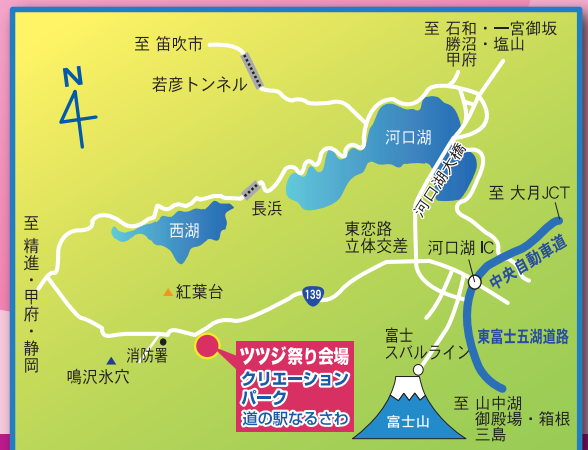 至 笛吹市
至 石和・一宮御坂
勝沼・塩山
甲府
N
若彦トンネル
河口湖
河口湖大橋
長浜
至 大月JCT
西湖
東恋路
立体交差
河口湖 IC
中央自動車道
至 精進・甲府・静岡
紅葉台
139
東富士五湖道路
消防署
鳴沢氷穴
ツツジ祭り会場
クリエーション
パーク
道の駅なるさわ
富士
スバルライン
富士山
至 山中湖
御殿場・箱根
三島